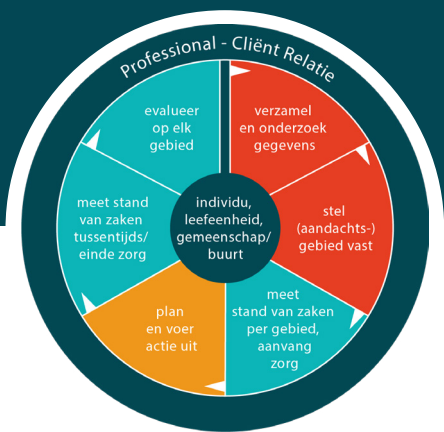 Professional - Cliënt Relatie
verzamel
en onderzoek
gegevens
stel
(aandachts-)
gebied vast
meet
stand van zaken
per gebied,
aanvang
zorg
plan
en voer
actie uit
meet stand
van zaken
tussentijds/
einde zorg
evalueer
op elk
gebied
individu,
leefeenheid,
gemeenschap/
buurt